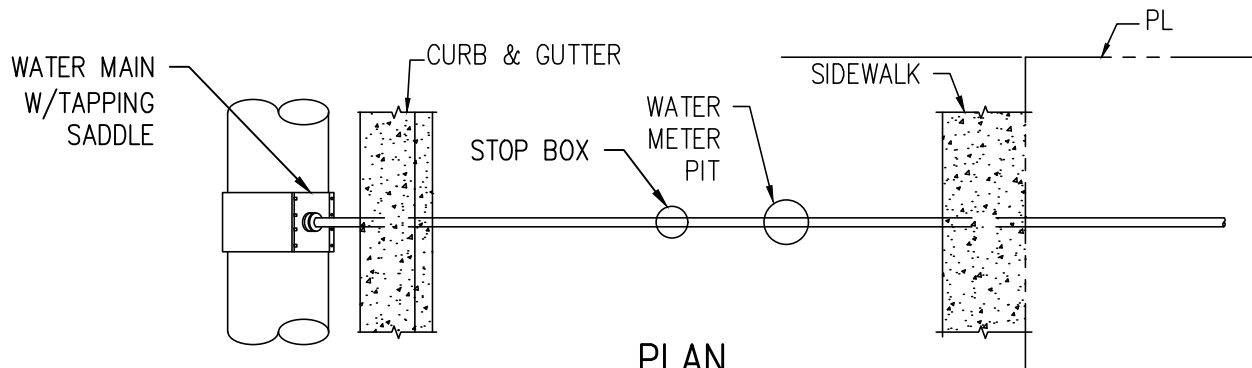 PL
CURB & GUTTER
WATER MAIN
W/TAPPING
SADDLE
SIDEWALK
WATER
METER
PIT
STOP BOX
PLAN